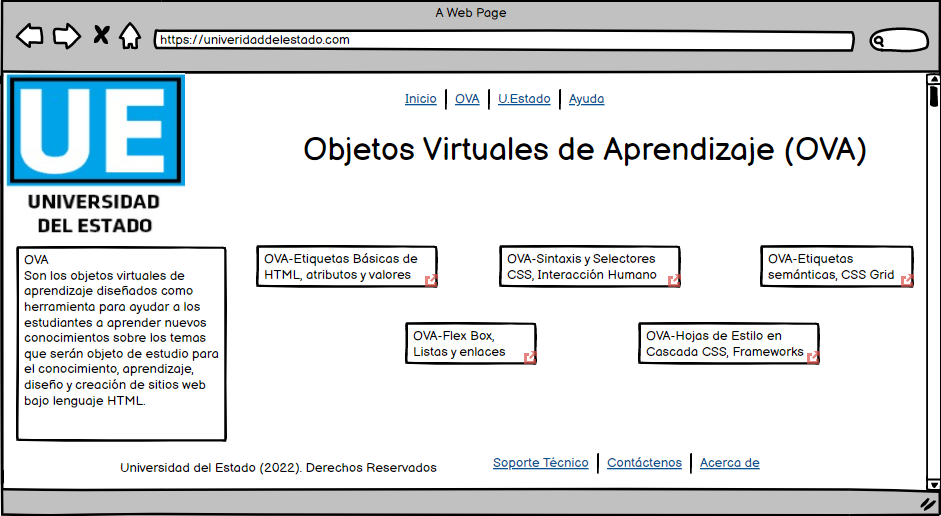 A Web Page
https://univeridaddelestado.com
UE
UNIVERSIDAD
DEL ESTADO
Inicio | OVA | U.Estado | Ayuda
Objetos Virtuales de Aprendizaje (OVA)
OVA
Son los objetos virtuales de
aprendizaje diseñados como
herramienta para ayudar a los
estudiantes a aprender nuevos
conocimientos sobre los temas
que serán objeto de estudio para
el conocimiento, aprendizaje,
diseño y creación de sitios web
bajo lenguaje HTML.
OVA-Etiquetas Básicas de
HTML, atributos y valores
OVA-Sintaxis y Selectores
CSS, Interacción Humano
OVA-Etiquetas
semánticas, CSS Grid
OVA-Flex Box,
Listas y enlaces
OVA-Hojas de Estilo en
Cascada CSS, Frameworks
Universidad del Estado (2022). Derechos Reservados
Soporte Técnico | Contáctenos | Acerca de